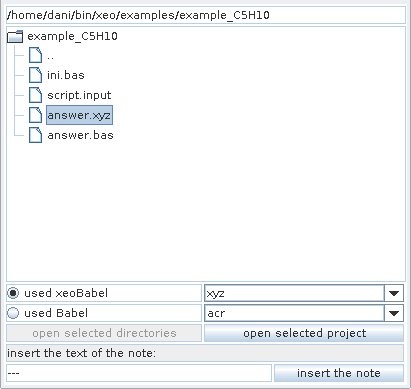 /home/dani/bin/xeo/examples/example_C5H10
example_C5H10
..
ini.bas
script.input
answer.xyz
answer.bas
used xeoBabel xyz
used Babel acr
open selected directories open selected project
insert the text of the note:
--- insert the note